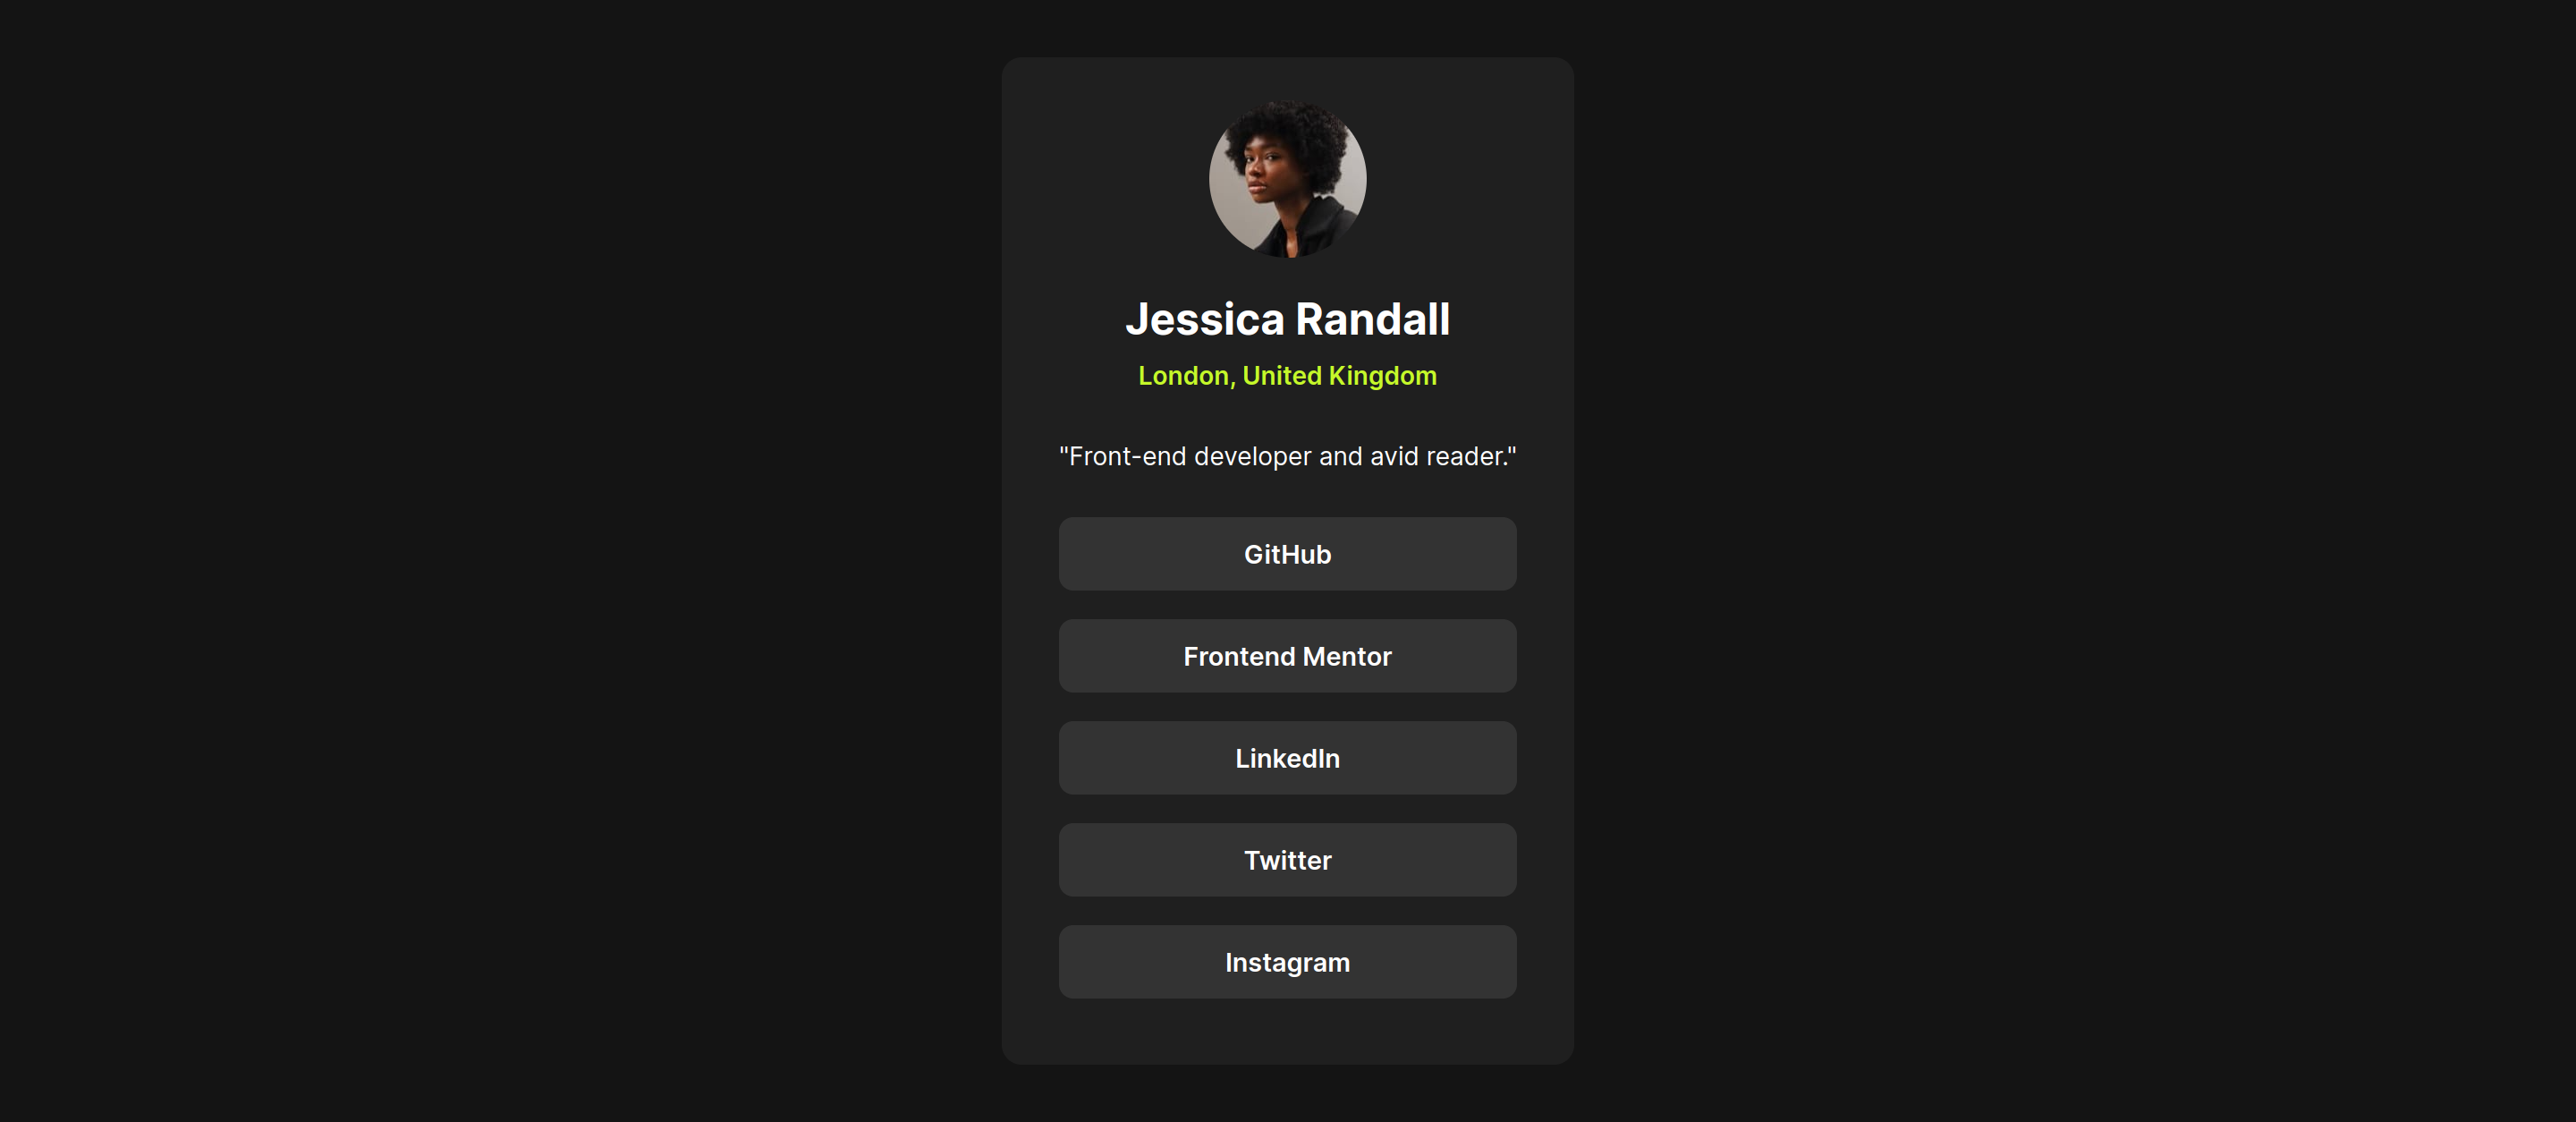 Jessica Randall
London, United Kingdom
"Front-end developer and avid reader."
GitHub
Frontend Mentor
LinkedIn
Twitter
Instagram